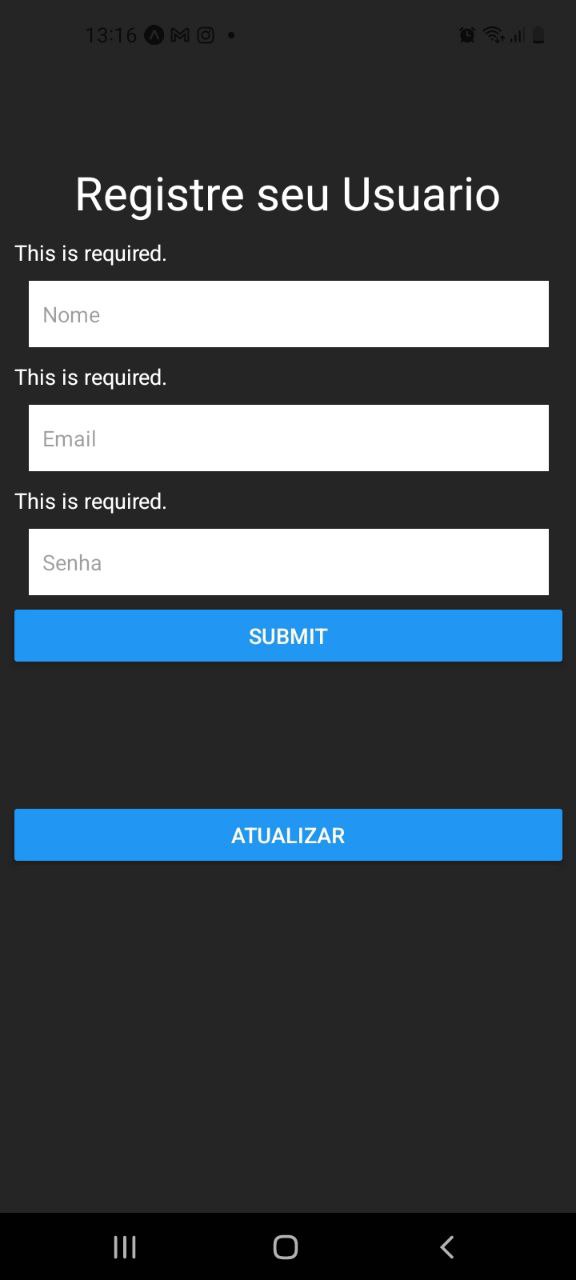 13:16
Registre seu Usuario
This is required.
Nome
This is required.
Email
This is required.
Senha
SUBMIT
ATUALIZAR